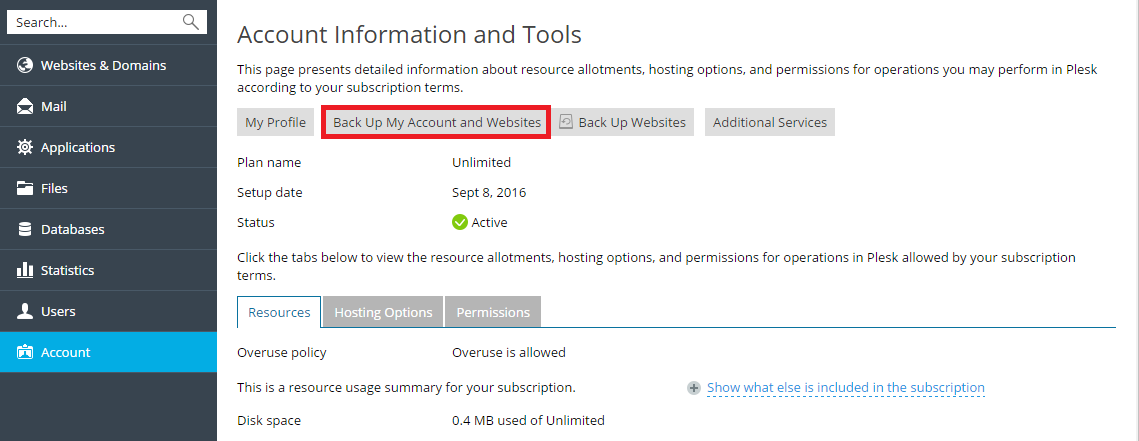 Search...
Websites & Domains
Mail
Applications
Files
Databases
Statistics
Users
Account
Account Information and Tools
This page presents detailed information about resource allotments, hosting options, and permissions for operations you may perform in Plesk
according to your subscription terms.
My Profile
Back Up My Account and Websites
Back Up Websites
Additional Services
Plan name Unlimited
Setup date Sept 8, 2016
Status Active
Click the tabs below to view the resource allotments, hosting options, and permissions for operations in Plesk allowed by your subscription
terms.
Resources
Hosting Options
Permissions
Overuse policy Overuse is allowed
This is a resource usage summary for your subscription.
Show what else is included in the subscription
Disk space 0.4 MB used of Unlimited